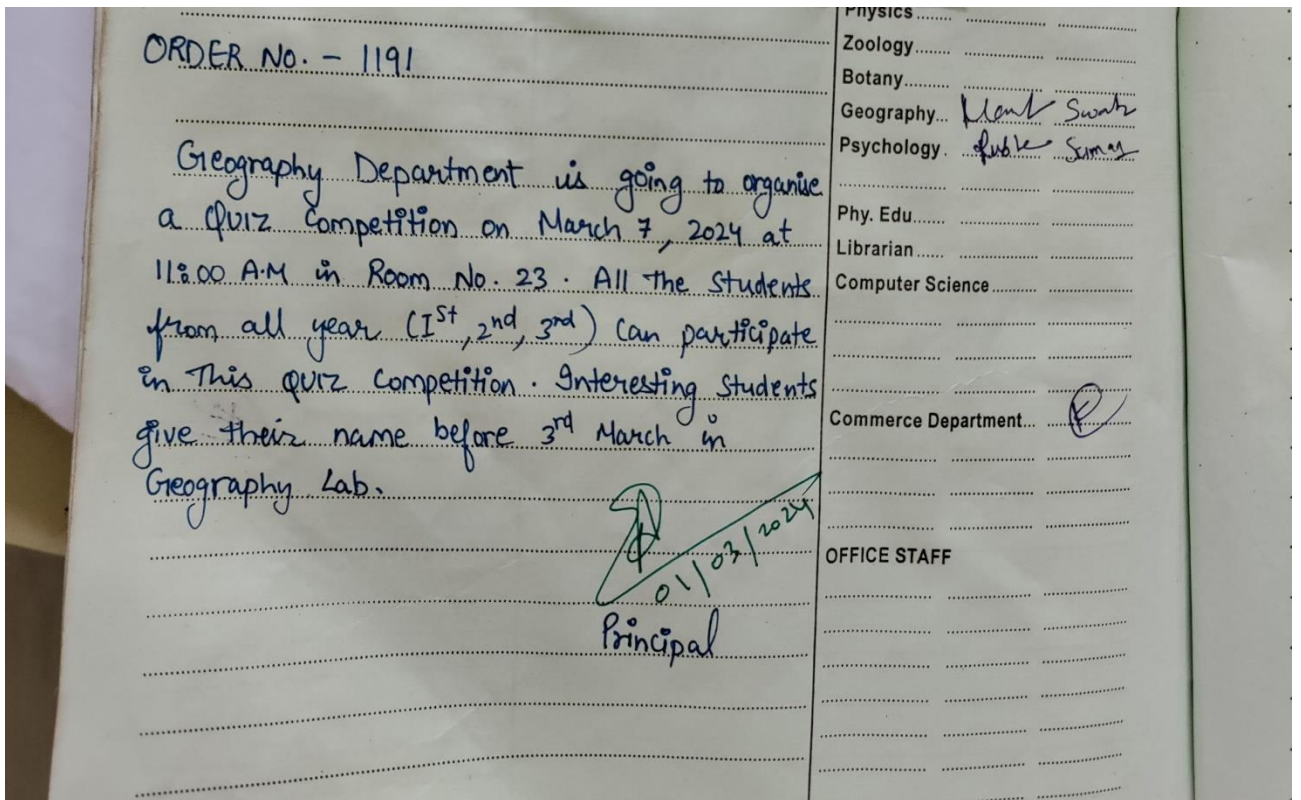 ORDER No. - 1191
Geography Department is going to organise
a Quiz Competition on March 7, 2024 at
11:00 A.M in Room No. 23. All the Students
from all year (Ist, 2nd, 3rd) Can participate
in This Quiz Competition. Interesting Students
give their name before 3rd March in
Geography Lab.
01/03/2024
Principal
Physics
Zoology
Botany
Geography
Psychology
Phy. Edu
Librarian
Computer Science
Commerce Department
OFFICE STAFF